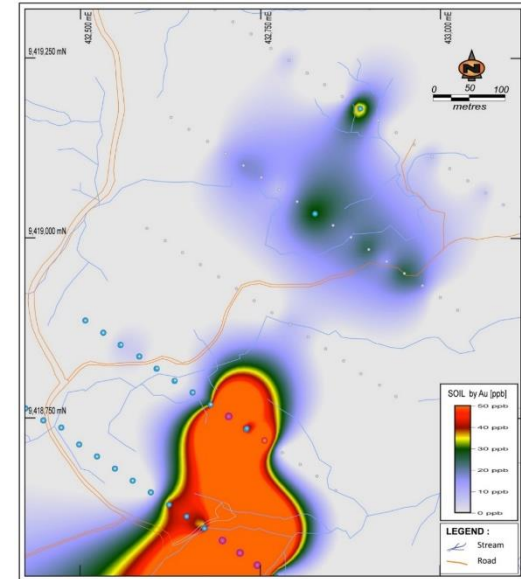 432,500 mE
432,750 mE
433,000 mE
9,419,250 mN
N
0 50 100
metres
9,419,000 mN
9,418,750 mN
SOIL by Au [ppb]
50 ppb
40 ppb
30 ppb
20 ppb
10 ppb
0 ppb
LEGEND :
Stream
Road